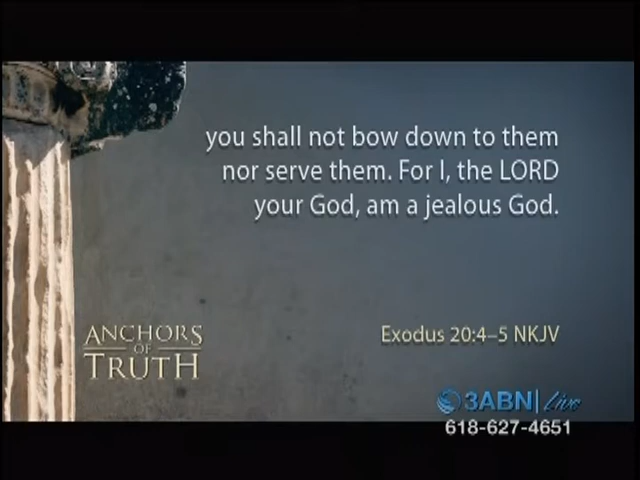 you shall not bow down to them
nor serve them. For I, the LORD
your God, am a jealous God.
Exodus 20:4–5 NKJV
ANCHORS
OF
TRUTH
3ABN Live
618-627-4651